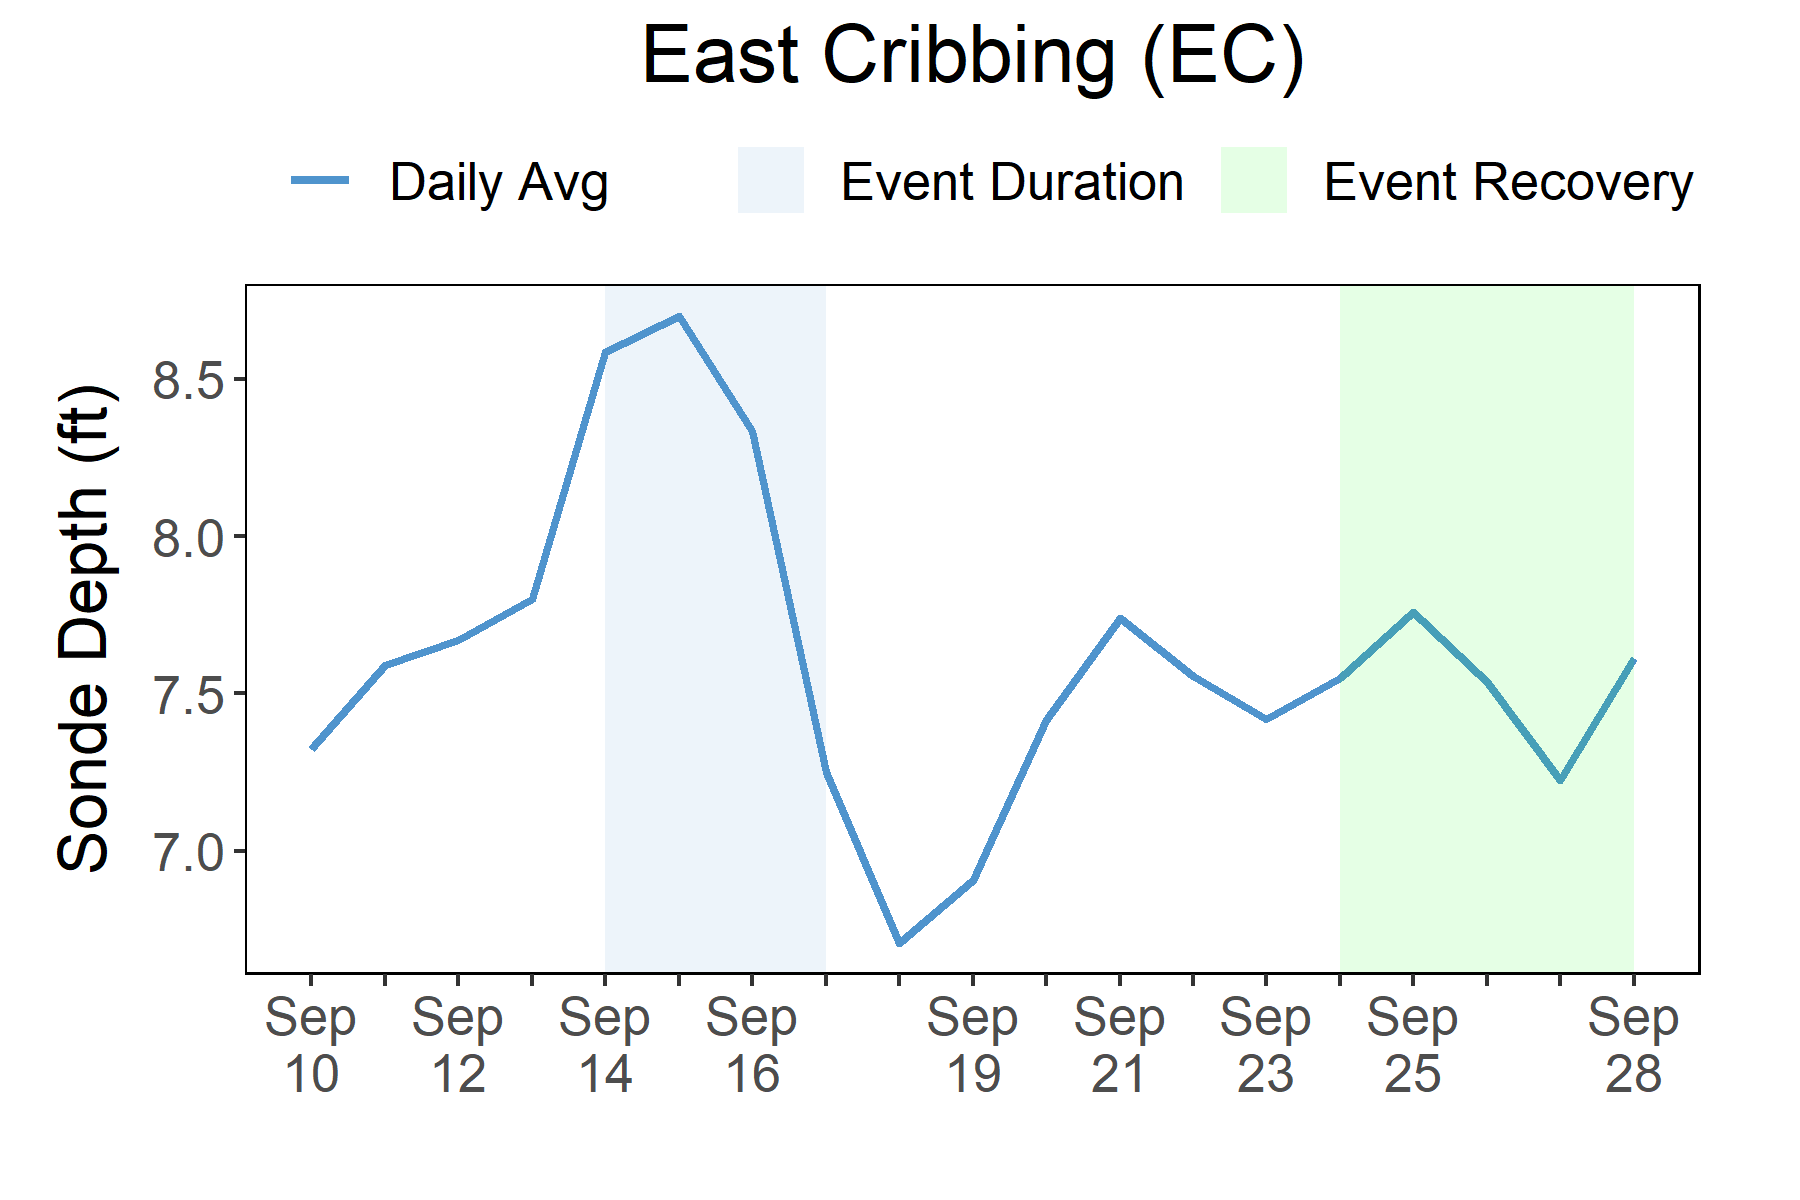 East Cribbing (EC)
Daily Avg Event Duration Event Recovery
Sonde Depth (ft)
8.5
8.0
7.5
7.0
Sep Sep Sep Sep Sep Sep Sep Sep Sep
10 12 14 16 19 21 23 25 28